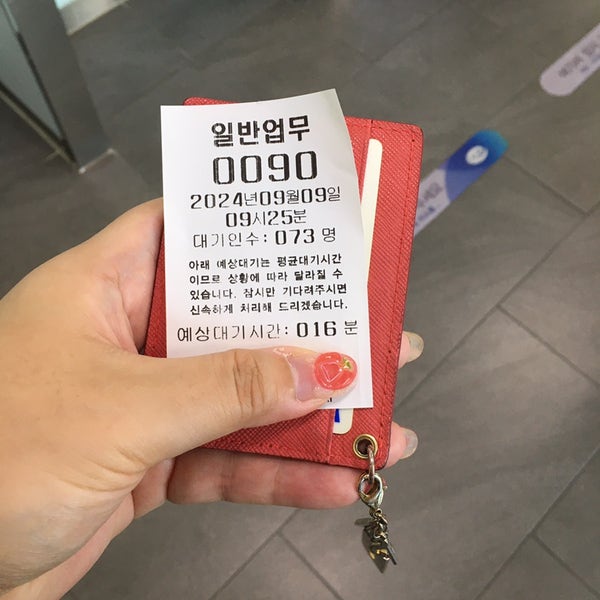 일반업무
0090
2024년09월09일
09시25분
대기인수: 073 명
아래 예상대기는 평균대기시간
이므로 상황에 따라 달라질 수
있습니다. 잠시만 기다려주시면
신속하게 처리해 드리겠습니다.
예상대기시간: 016 분